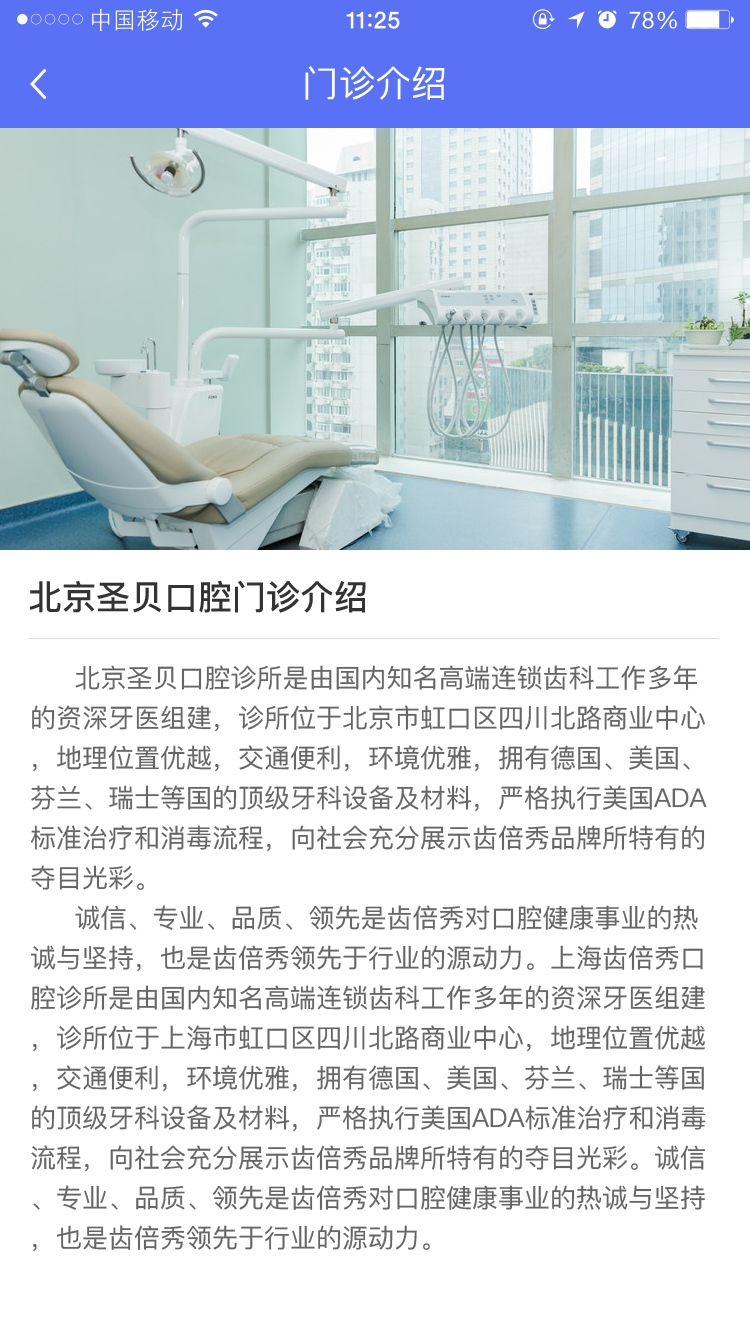 中国移动 11:25 78%
门诊介绍
北京圣贝口腔门诊介绍
北京圣贝口腔诊所是由国内知名高端连锁齿科工作多年
的资深牙医组建，诊所位于北京市虹口区四川北路商业中心
，地理位置优越，交通便利，环境优雅，拥有德国、美国、
芬兰、瑞士等国的顶级牙科设备及材料，严格执行美国ADA
标准治疗和消毒流程，向社会充分展示齿倍秀品牌所特有的
夺目光彩。
诚信、专业、品质、领先是齿倍秀对口腔健康事业的热
诚与坚持，也是齿倍秀领先于行业的源动力。上海齿倍秀口
腔诊所是由国内知名高端连锁齿科工作多年的资深牙医组建
，诊所位于上海市虹口区四川北路商业中心，地理位置优越
，交通便利，环境优雅，拥有德国、美国、芬兰、瑞士等国
的顶级牙科设备及材料，严格执行美国ADA标准治疗和消毒
流程，向社会充分展示齿倍秀品牌所特有的夺目光彩。诚信
、专业、品质、领先是齿倍秀对口腔健康事业的热诚与坚持
，也是齿倍秀领先于行业的源动力。